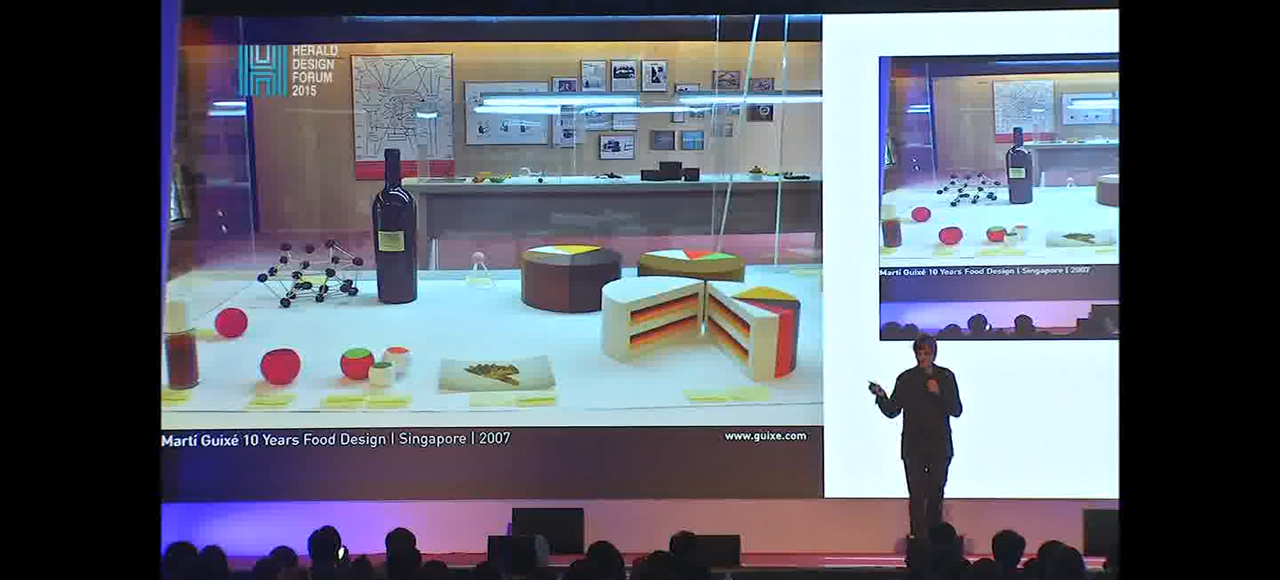 HERALD
DESIGN
FORUM
2015
Martí Guixé 10 Years Food Design | Singapore | 2007
www.guixe.com
Martí Guixé 10 Years Food Design | Singapore | 2007